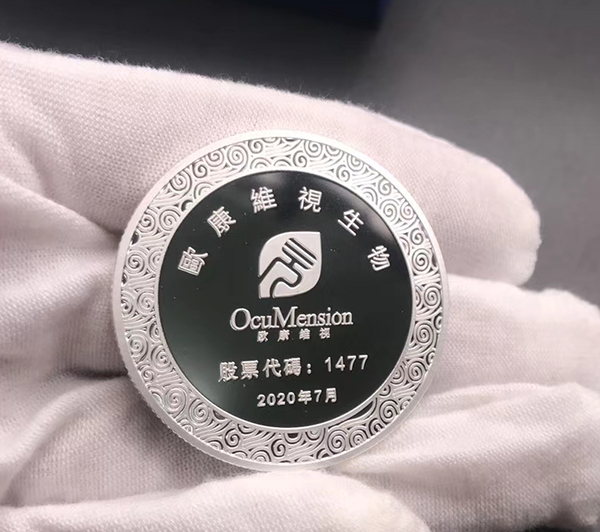 歐康維視生物
OcuMension
歐康維視
股票代碼：1477
2020年7月